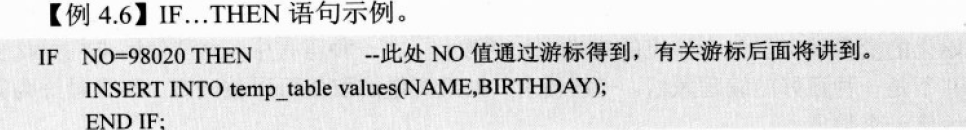 【例 4.6】IF…THEN 语句示例。
IF NO=98020 THEN --此处 NO 值通过游标得到，有关游标后面将讲到。
INSERT INTO temp_table values(NAME,BIRTHDAY);
END IF;